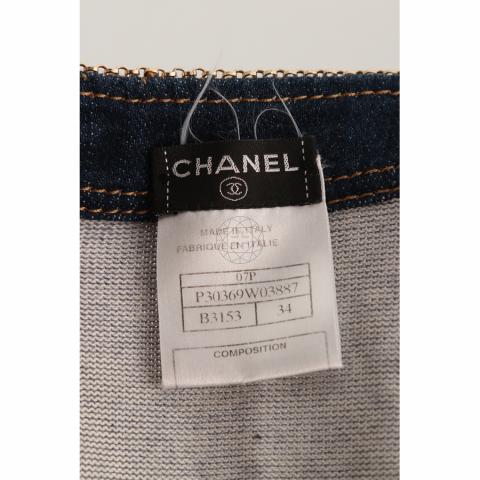 CHANEL
MADE IN ITALY
FABRIQUE EN ITALIE
07P
P30369W03887
B3153 34
COMPOSITION